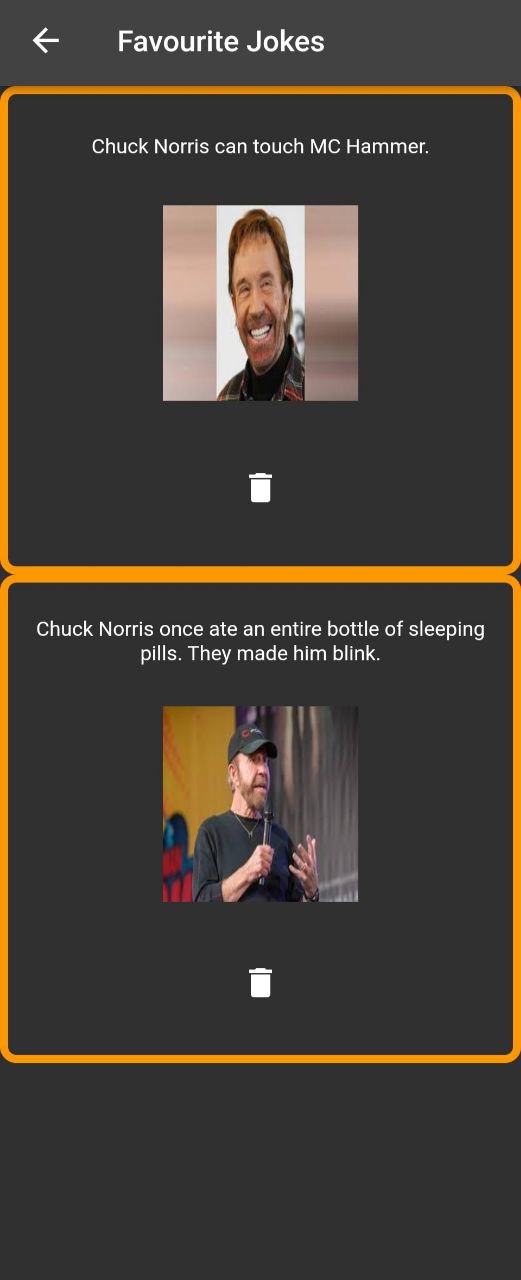 Favourite Jokes
Chuck Norris can touch MC Hammer.
Chuck Norris once ate an entire bottle of sleeping
pills. They made him blink.